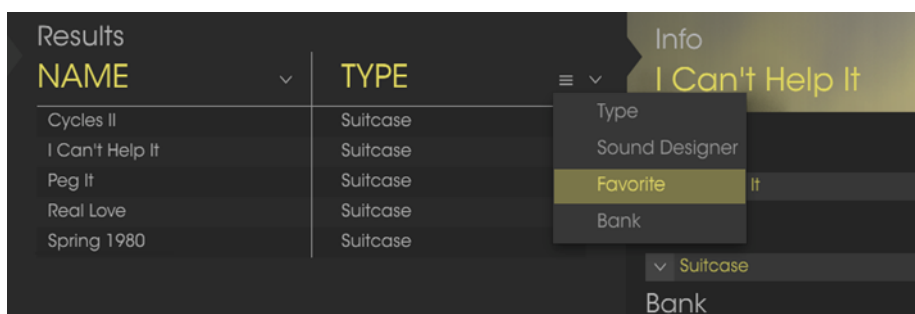 Results
NAME
TYPE
Cycles II
Suitcase
I Can't Help It
Suitcase
Peg It
Suitcase
Real Love
Suitcase
Spring 1980
Suitcase
Type
Sound Designer
Favorite
Bank
Info
I Can't Help It
It
Suitcase
Bank